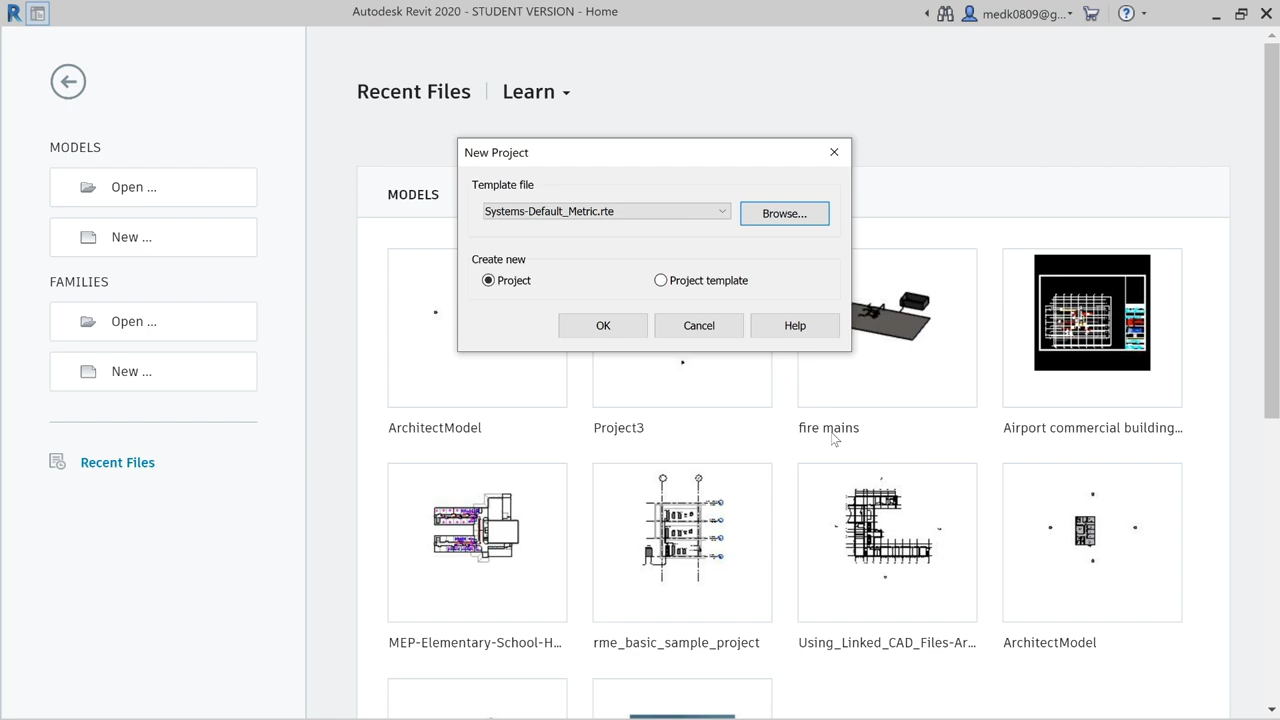 Autodesk Revit 2020 - STUDENT VERSION - Home
medk0809@g...
Recent Files
Learn
MODELS
Open ...
New ...
FAMILIES
Open ...
New ...
Recent Files
New Project
Template file
Systems-Default_Metric.rte
Browse...
Create new
Project
Project template
OK
Cancel
Help
MODELS
ArchitectModel
Project3
fire mains
Airport commercial building...
MEP-Elementary-School-H...
rme_basic_sample_project
Using_Linked_CAD_Files-Ar...
ArchitectModel